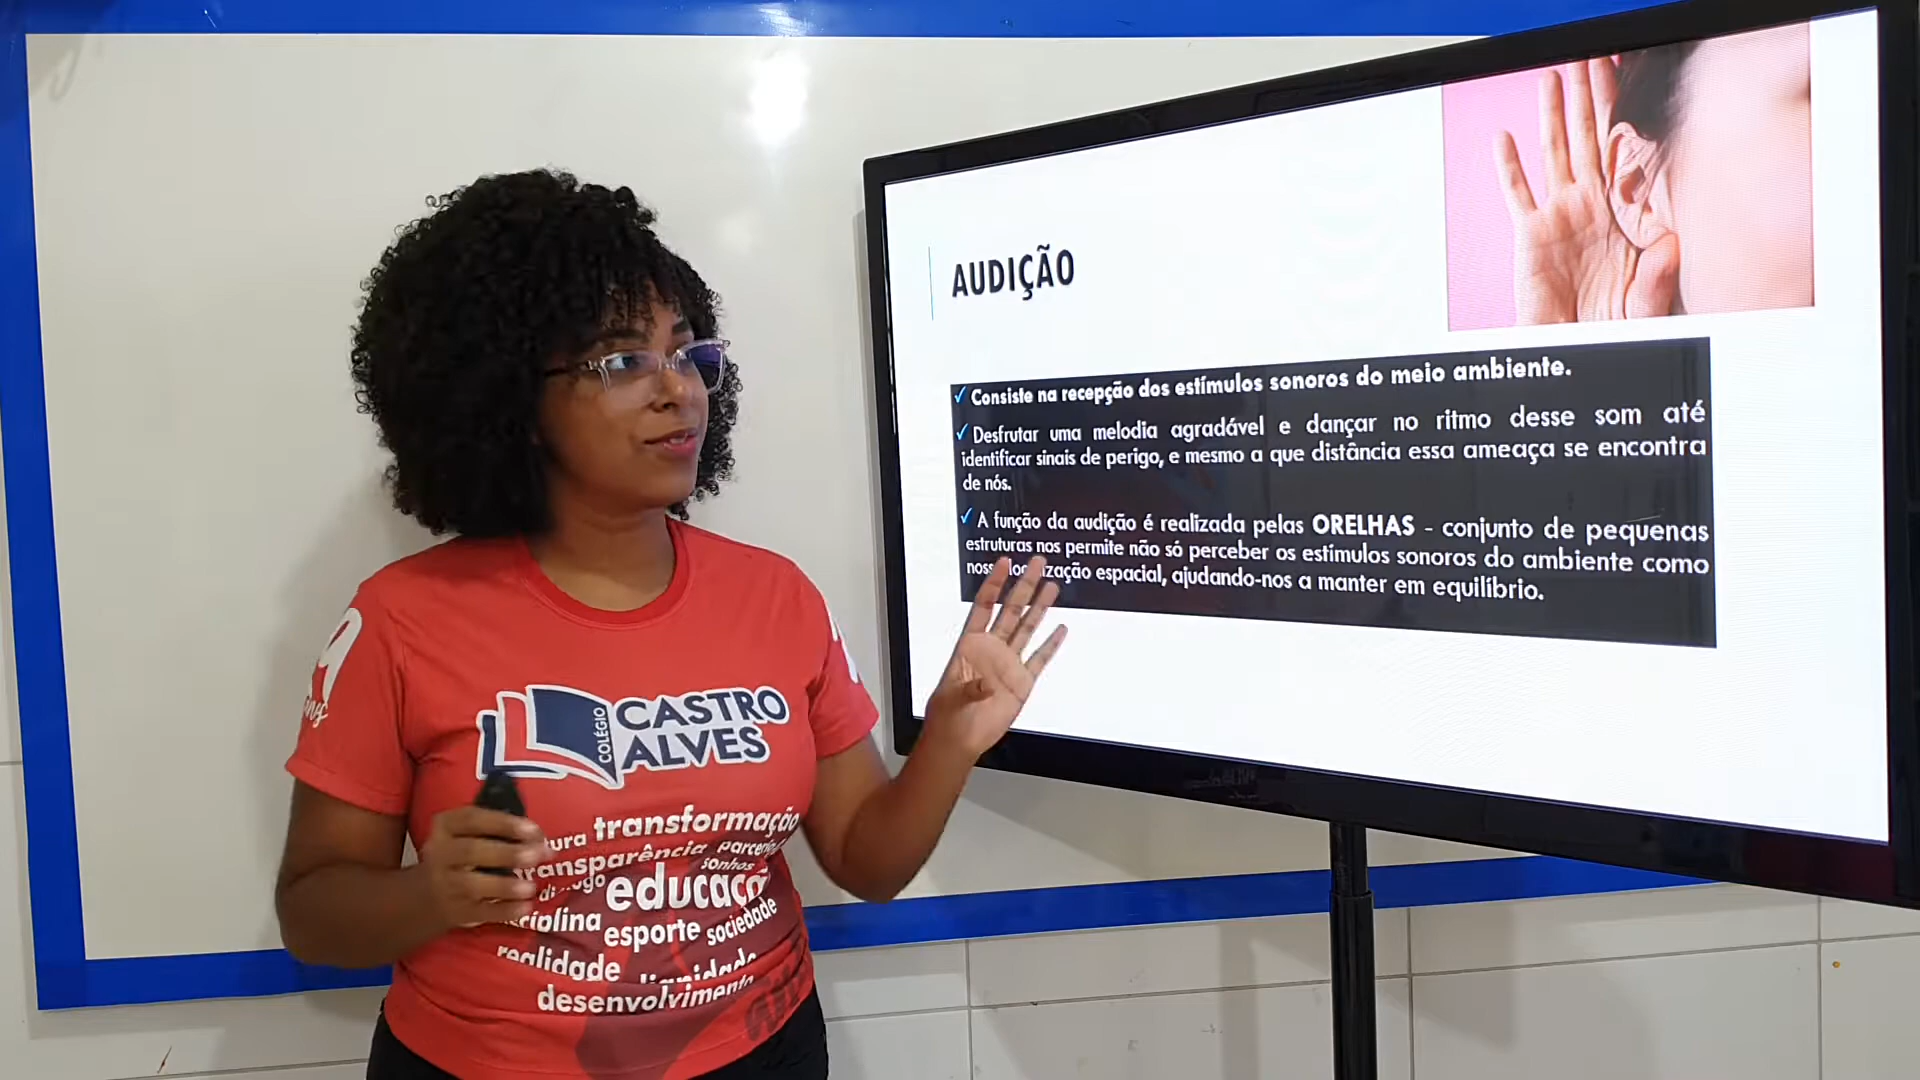 AUDIÇÃO
✓ Consiste na recepção dos estímulos sonoros do meio ambiente.
✓ Desfrutar uma melodia agradável e dançar no ritmo desse som até
identificar sinais de perigo, e mesmo a que distância essa ameaça se encontra
de nós.
✓ A função da audição é realizada pelas ORELHAS - conjunto de pequenas
estruturas nos permite não só perceber os estímulos sonoros do ambiente como
espacial, ajudando-nos a manter em equilíbrio.
COLÉGIO
CASTRO
ALVES
transformação
transparência
sonhos
educação
esporte sociedade
realidade dignidade
desenvolvimento